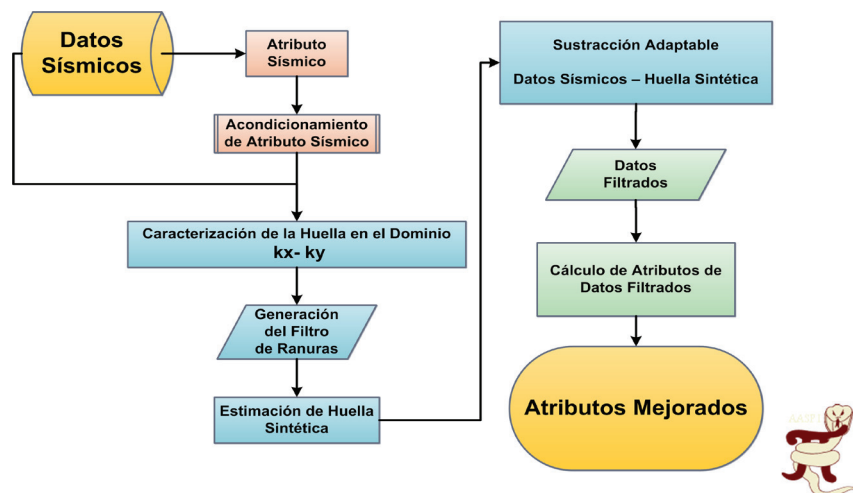 Datos
Sísmicos
Atributo
Sísmico
Acondicionamiento
de Atributo Sísmico
Caracterización de la Huella en el Dominio
kx- ky
Generación
del Filtro
de Ranuras
Estimación de Huella
Sintética
Sustracción Adaptable
Datos Sísmicos – Huella Sintética
Datos
Filtrados
Cálculo de Atributos de
Datos Filtrados
Atributos Mejorados